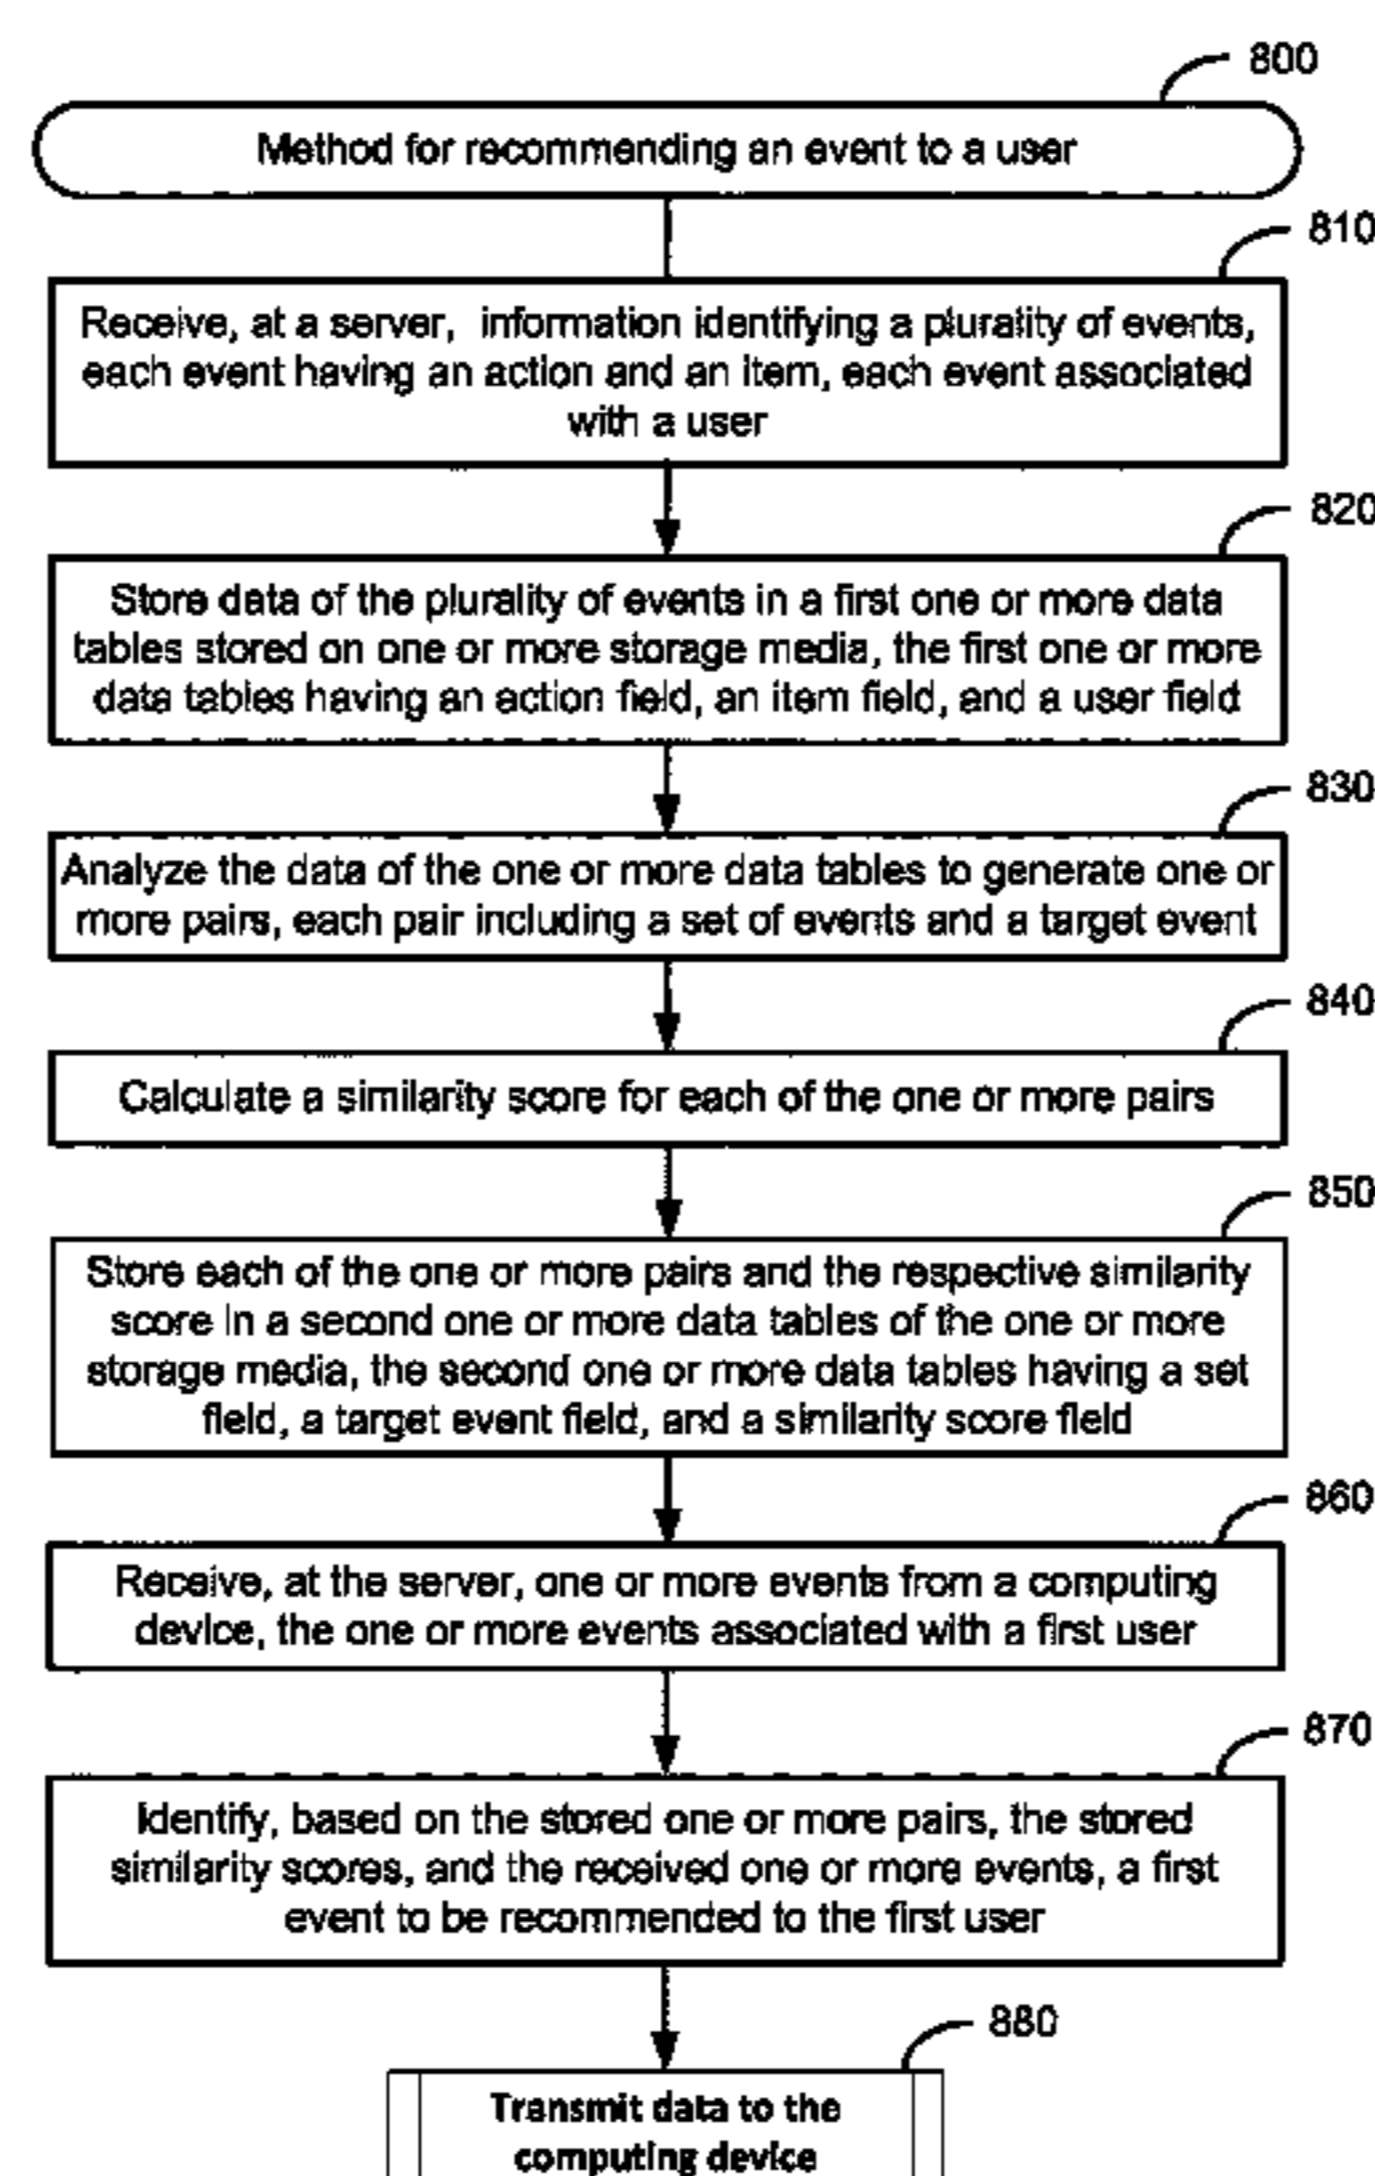 800
Method for recommending an event to a user
810
Receive, at a server, information identifying a plurality of events,
each event having an action and an item, each event associated
with a user
820
Store data of the plurality of events in a first one or more data
tables stored on one or more storage media, the first one or more
data tables having an action field, an item field, and a user field
830
Analyze the data of the one or more data tables to generate one or
more pairs, each pair including a set of events and a target event
840
Calculate a similarity score for each of the one or more pairs
850
Store each of the one or more pairs and the respective similarity
score in a second one or more data tables of the one or more
storage media, the second one or more data tables having a set
field, a target event field, and a similarity score field
860
Receive, at the server, one or more events from a computing
device, the one or more events associated with a first user
870
Identify, based on the stored one or more pairs, the stored
similarity scores, and the received one or more events, a first
event to be recommended to the first user
880
Transmit data to the
computing device